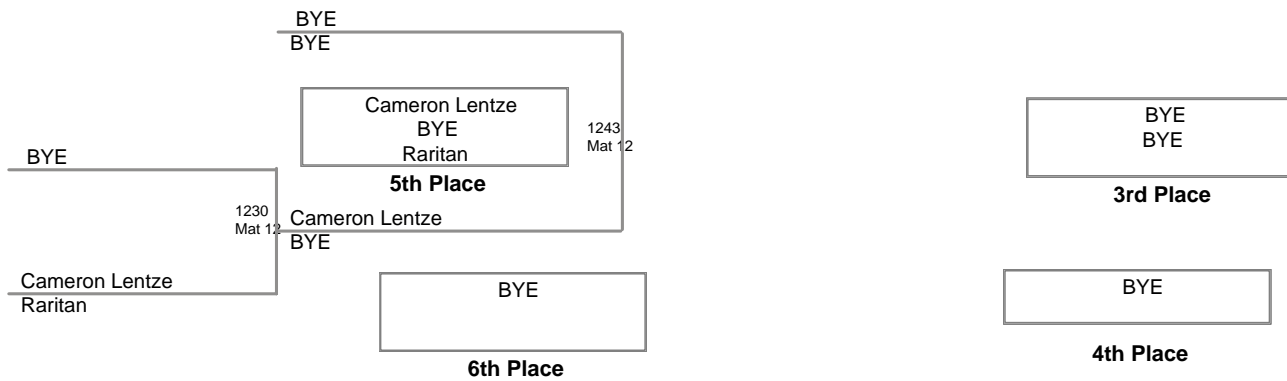 BYE
BYE
Cameron Lentze
BYE
Raritan
5th Place
1243
Mat 12
BYE
BYE
3rd Place
BYE
1230
Mat 12
Cameron Lentze
BYE
Cameron Lentze
Raritan
BYE
6th Place
BYE
4th Place